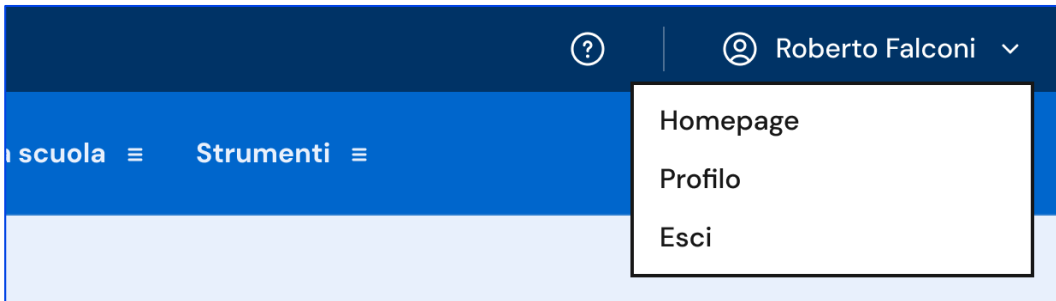 Roberto Falconi
Homepage
scuola Strumenti
Profilo
Esci